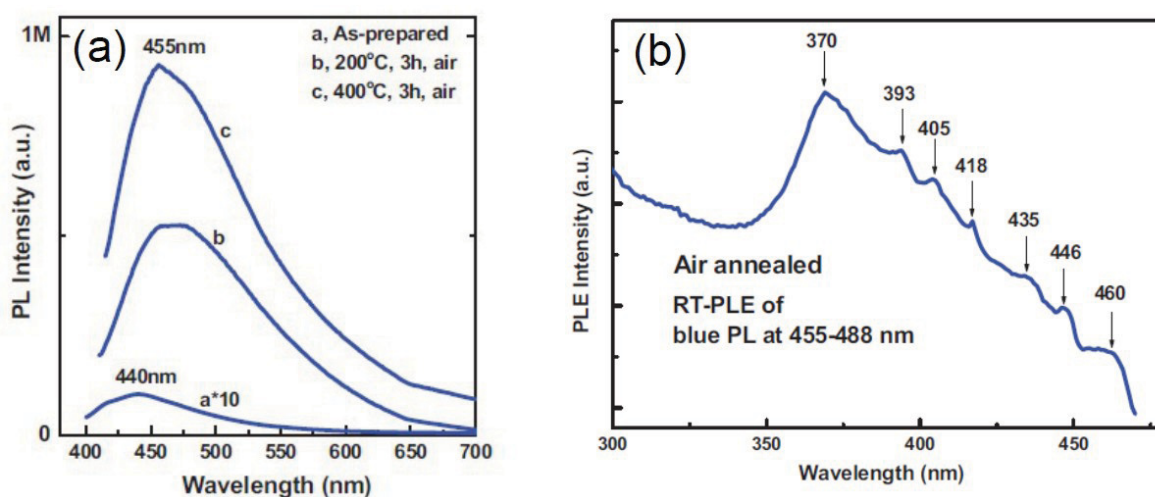 (a)
1M
0
PL Intensity (a.u.)
455nm
a, As-prepared
b, 200°C, 3h, air
c, 400°C, 3h, air
c
b
440nm
a*10
400 450 500 550 600 650 700
Wavelength (nm)
(b)
PLE Intensity (a.u.)
370
393
405
418
435
446
460
Air annealed
RT-PLE of
blue PL at 455-488 nm
300 350 400 450
Wavelength (nm)